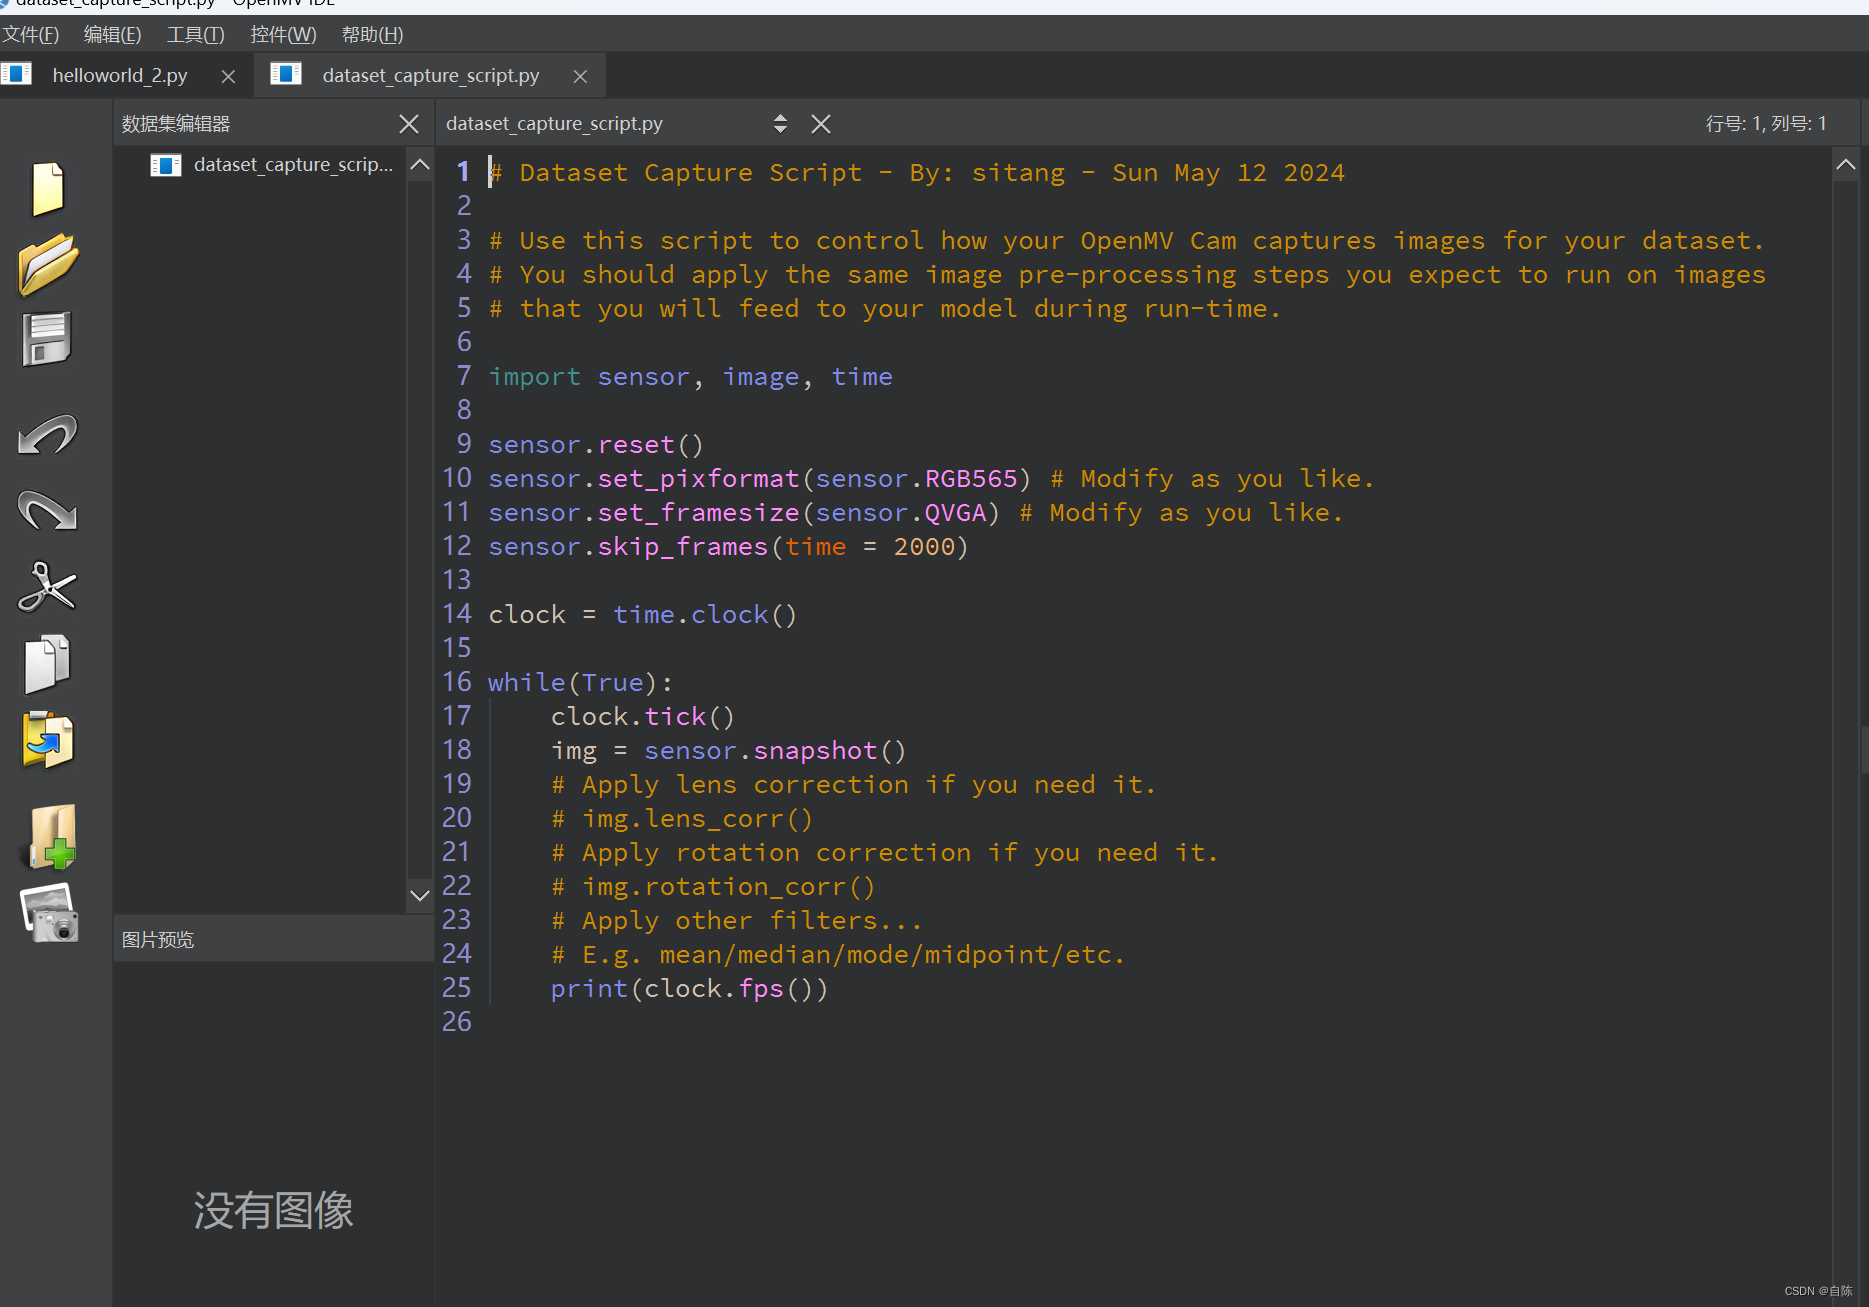 dataset_capture_script.py - OpenMV IDE
文件(F) 编辑(E) 工具(T) 控件(W) 帮助(H)
helloworld_2.py dataset_capture_script.py
数据集编辑器 dataset_capture_script.py 行号: 1, 列号: 1
dataset_capture_scrip...
1 # Dataset Capture Script - By: sitang - Sun May 12 2024
2
3 # Use this script to control how your OpenMV Cam captures images for your dataset.
4 # You should apply the same image pre-processing steps you expect to run on images
5 # that you will feed to your model during run-time.
6
7 import sensor, image, time
8
9 sensor.reset()
10 sensor.set_pixformat(sensor.RGB565) # Modify as you like.
11 sensor.set_framesize(sensor.QVGA) # Modify as you like.
12 sensor.skip_frames(time = 2000)
13
14 clock = time.clock()
15
16 while(True):
17     clock.tick()
18     img = sensor.snapshot()
19     # Apply lens correction if you need it.
20     # img.lens_corr()
21     # Apply rotation correction if you need it.
22     # img.rotation_corr()
23     # Apply other filters...
24     # E.g. mean/median/mode/midpoint/etc.
25     print(clock.fps())
26
图片预览
没有图像
CSDN @自陈